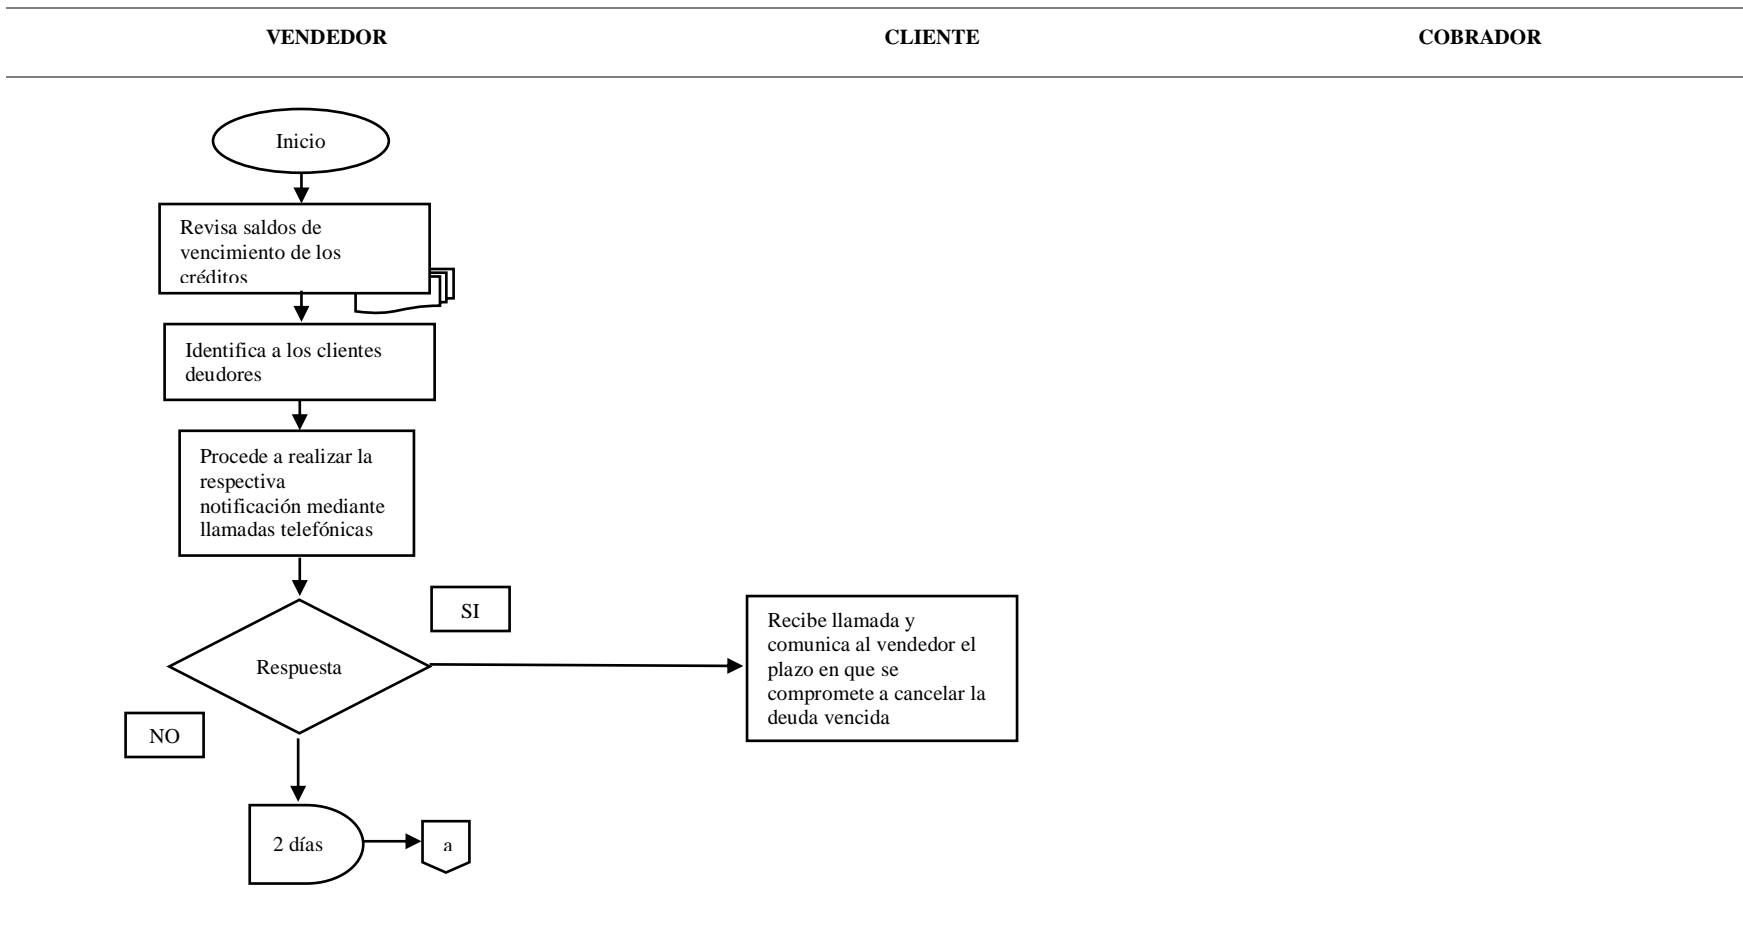 VENDEDOR CLIENTE COBRADOR
Inicio
Revisa saldos de
vencimiento de los
créditos
Identifica a los clientes
deudores
Procede a realizar la
respectiva
notificación mediante
llamadas telefónicas
SI
Respuesta
Recibe llamada y
comunica al vendedor el
plazo en que se
compromete a cancelar la
deuda vencida
NO
2 días
a